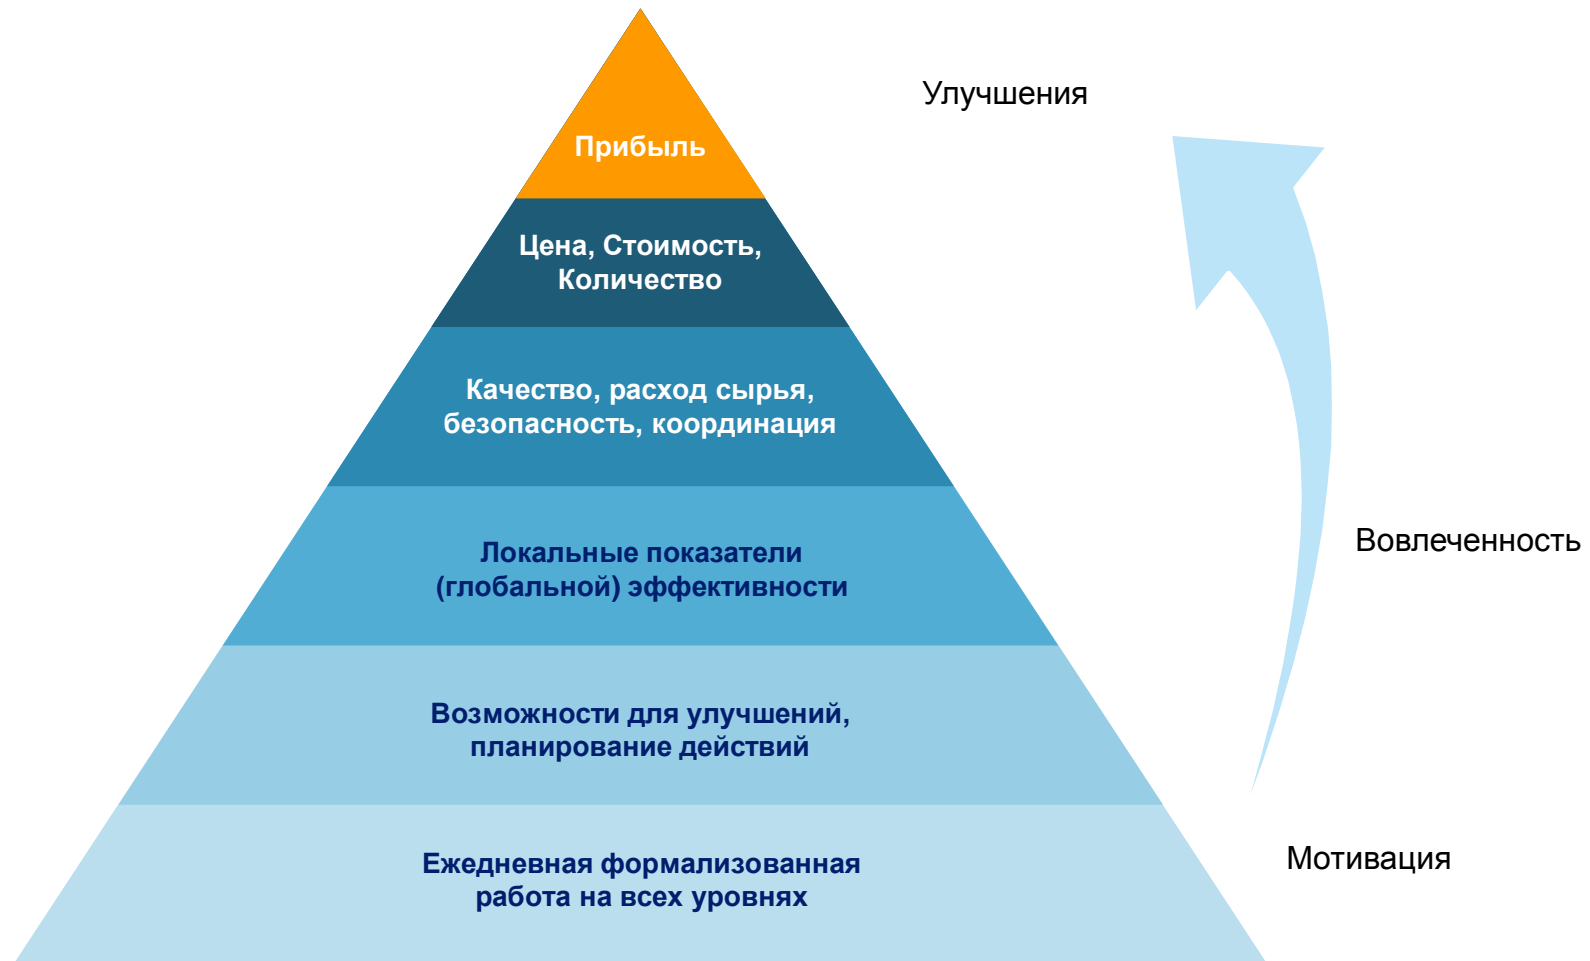 Улучшения
Прибыль
Цена, Стоимость,
Количество
Качество, расход сырья,
безопасность, координация
Вовлеченность
Локальные показатели
(глобальной) эффективности
Возможности для улучшений,
планирование действий
Мотивация
Ежедневная формализованная
работа на всех уровнях